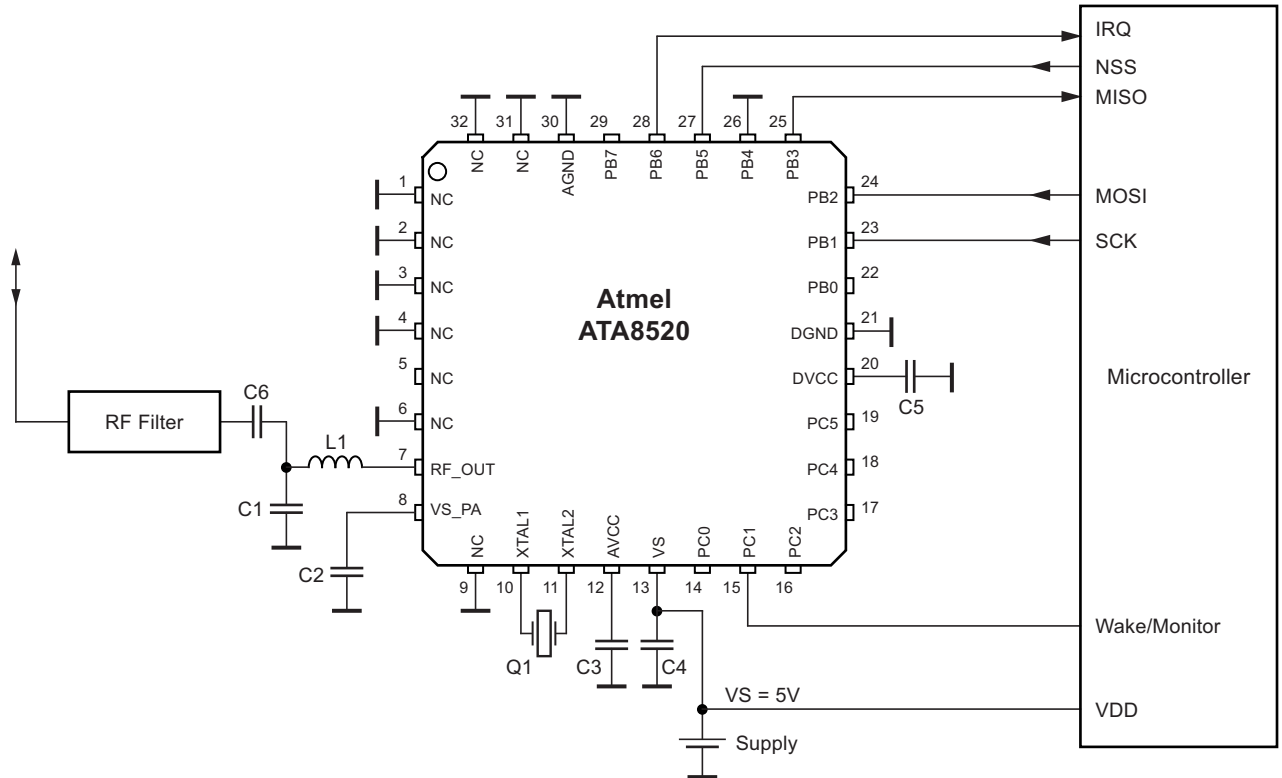 IRQ
NSS
MISO
32
31
30
29
28
27
26
25
NC
NC
AGND
PB7
PB6
PB5
PB4
PB3
1
NC
PB2
24
MOSI
2
NC
PB1
23
SCK
3
NC
PB0
22
Atmel
ATA8520
4
NC
DGND
21
5
NC
DVCC
20
C5
Microcontroller
6
NC
PC5
19
RF Filter
C6
L1
7
RF_OUT
PC4
18
C1
8
VS_PA
PC3
17
NC
XTAL1
XTAL2
AVCC
VS
PC0
PC1
PC2
C2
9
10
11
12
13
14
15
16
Wake/Monitor
Q1
C3
C4
VS = 5V
VDD
Supply